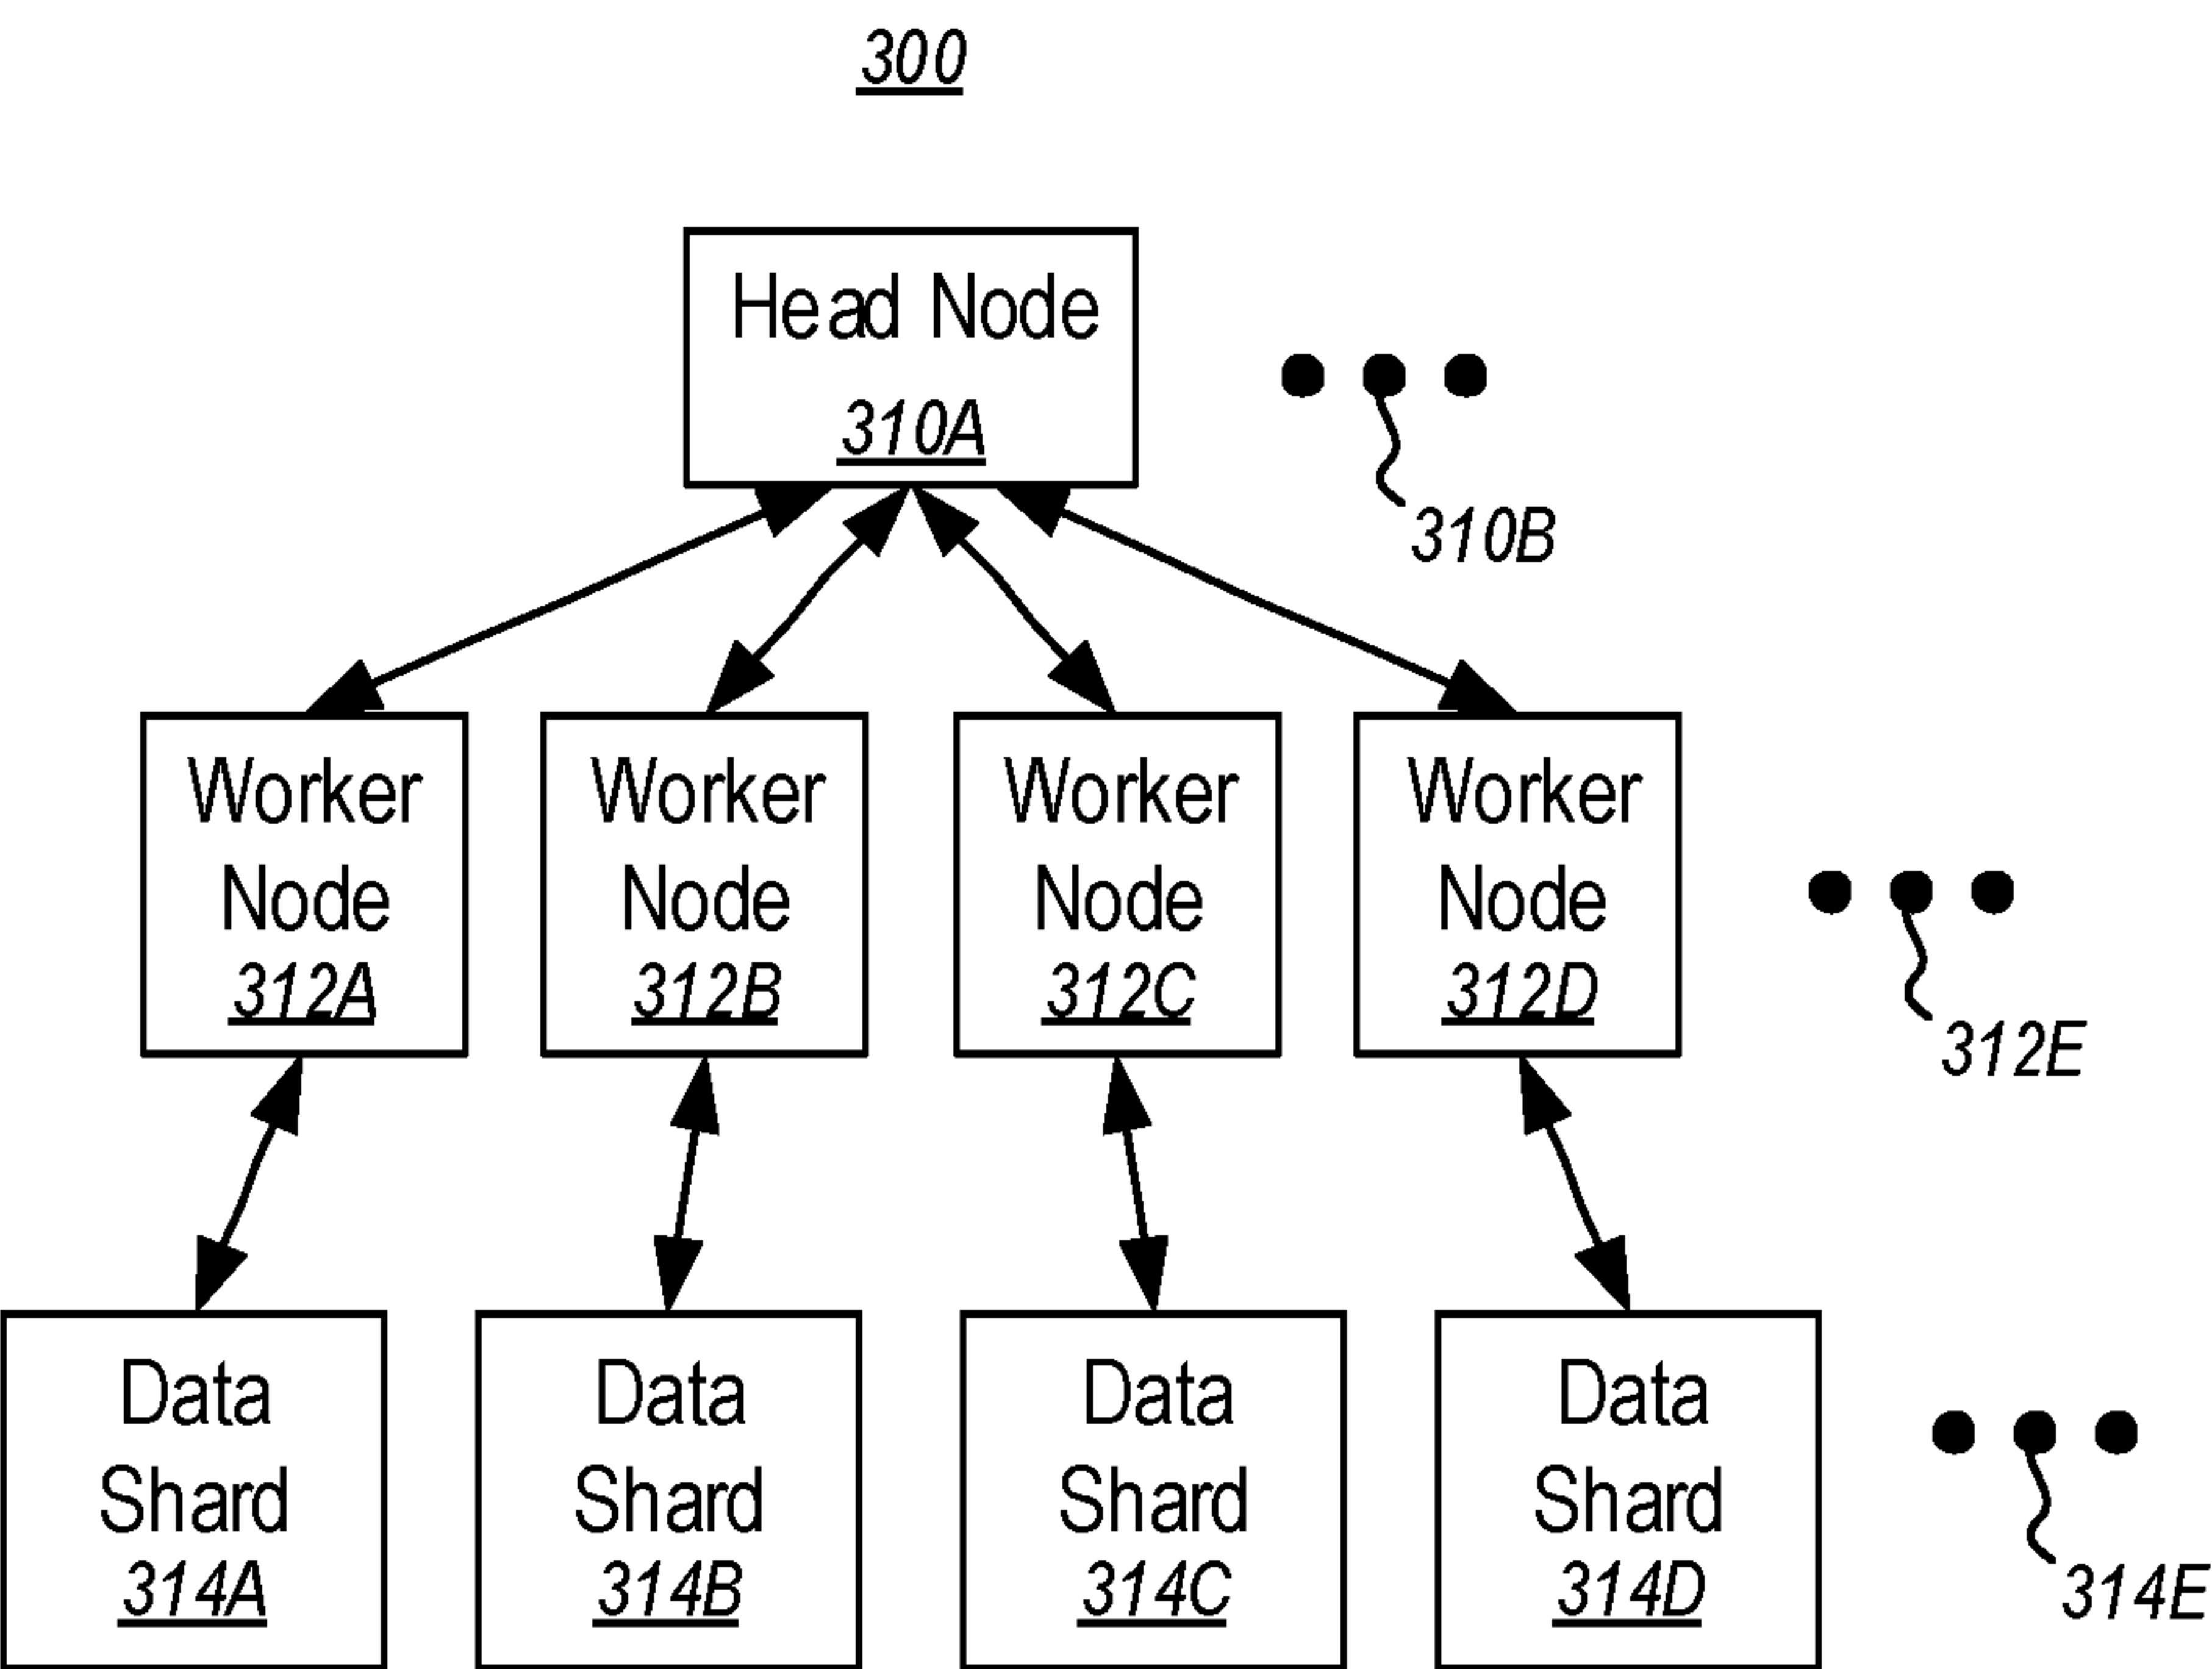 300
Head Node
310A
310B
Worker Node 312A
Worker Node 312B
Worker Node 312C
Worker Node 312D
312E
Data Shard 314A
Data Shard 314B
Data Shard 314C
Data Shard 314D
314E